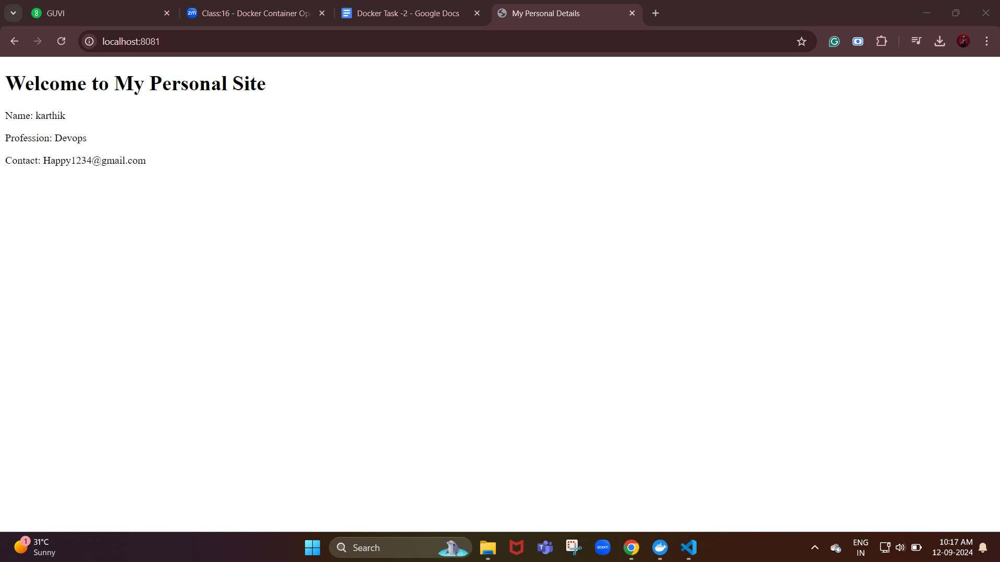 GUVI
zm
Class:16 - Docker Container Op
Docker Task -2 - Google Docs
My Personal Details
localhost:8081
Welcome to My Personal Site
Name: karthik
Profession: Devops
Contact: Happy1234@gmail.com
1
31°C
Sunny
Search
zoom
ENG
IN
10:17 AM
12-09-2024